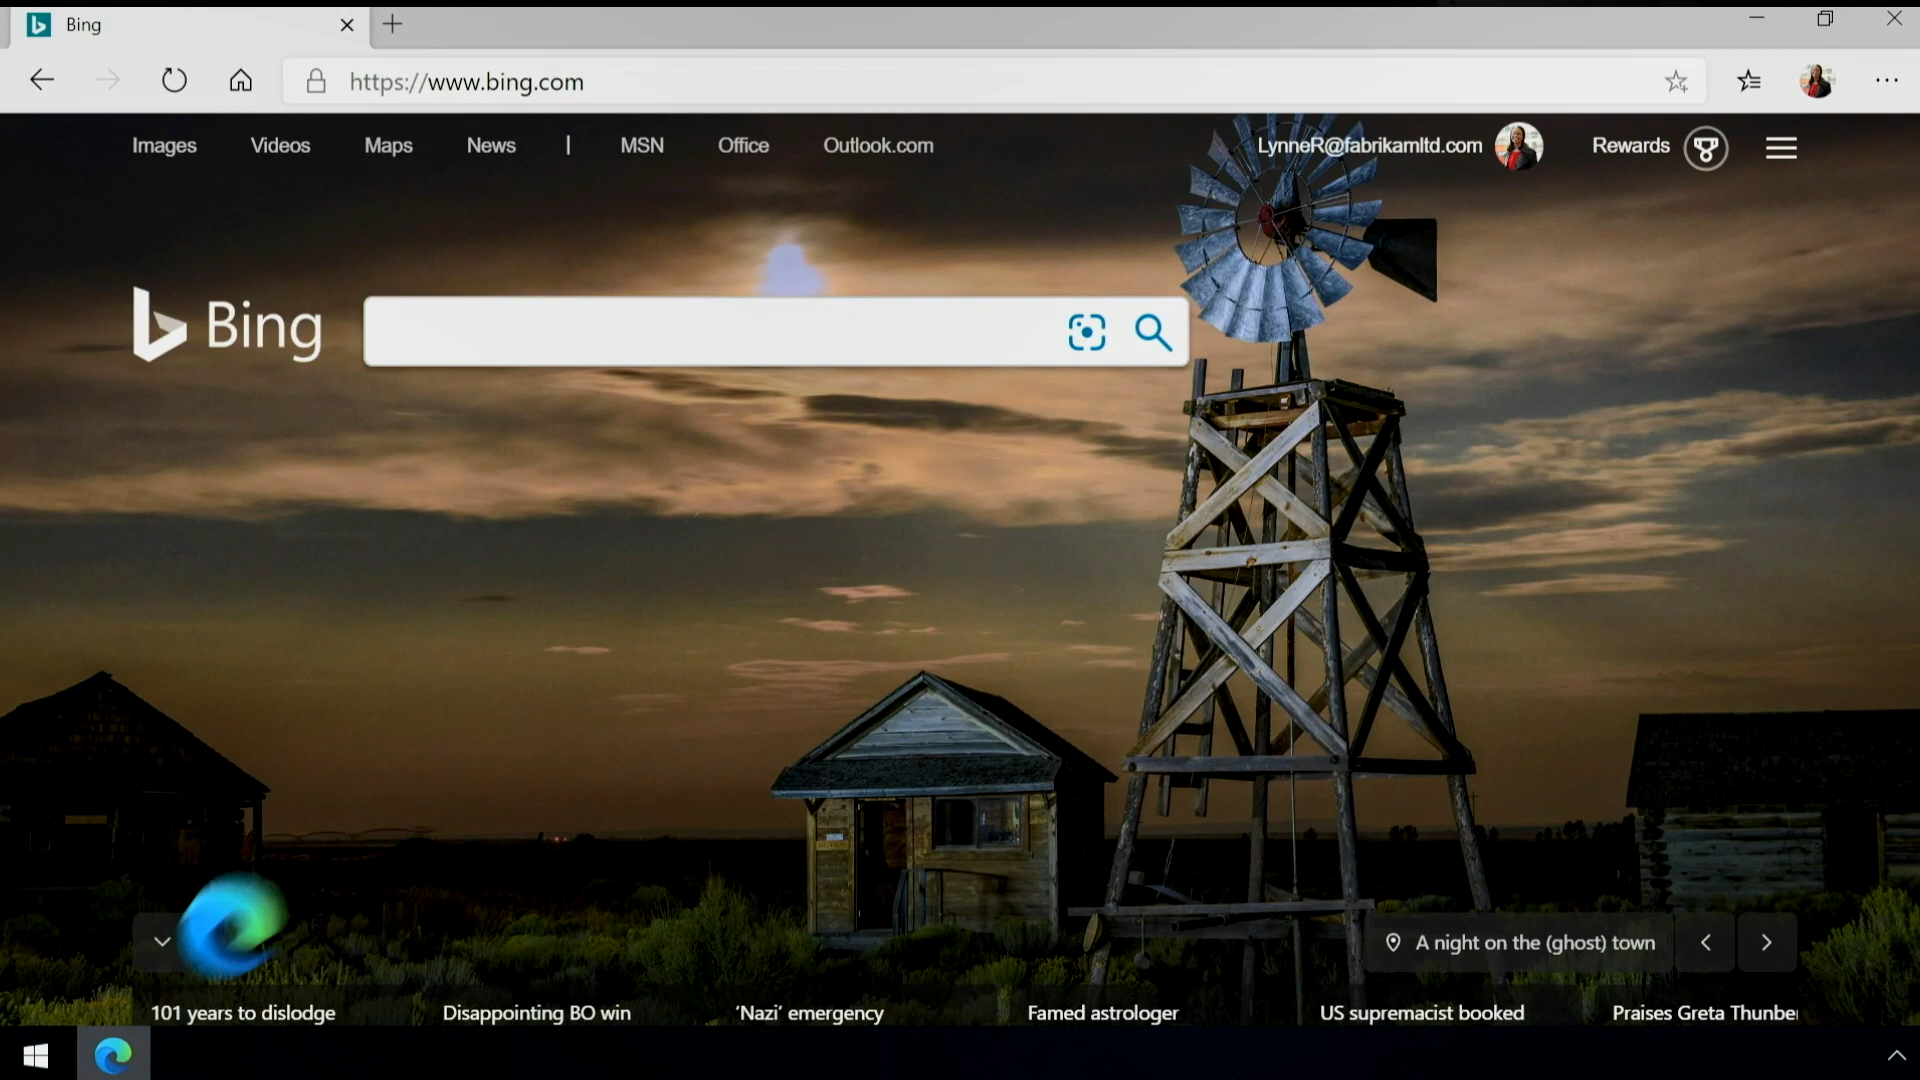 Bing
https://www.bing.com
Images Videos Maps News | MSN Office Outlook.com LynneR@fabrikamltd.com Rewards
Bing
A night on the (ghost) town
101 years to dislodge Disappointing BO win 'Nazi' emergency Famed astrologer US supremacist booked Praises Greta Thunber